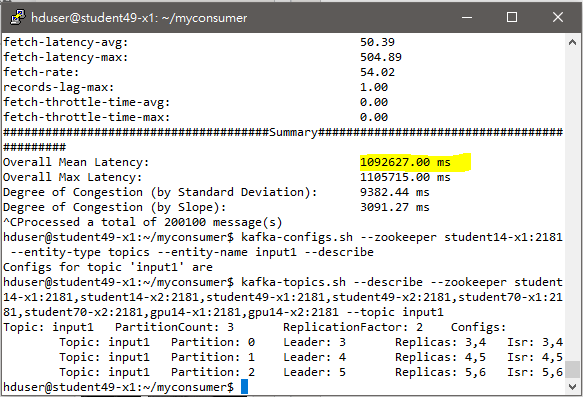 hduser@student49-x1: ~/myconsumer
fetch-latency-avg: 50.39
fetch-latency-max: 504.89
fetch-rate: 54.02
records-lag-max: 1.00
fetch-throttle-time-avg: 0.00
fetch-throttle-time-max: 0.00
######################################Summary###################################
#########
Overall Mean Latency: 1092627.00 ms
Overall Max Latency: 1105715.00 ms
Degree of Congestion (by Standard Deviation): 9382.44 ms
Degree of Congestion (by Slope): 3091.27 ms
^CProcessed a total of 200100 message(s)
hduser@student49-x1:~/myconsumer$ kafka-configs.sh --zookeeper student14-x1:2181
--entity-type topics --entity-name input1 --describe
Configs for topic 'input1' are
hduser@student49-x1:~/myconsumer$ kafka-topics.sh --describe --zookeeper student
14-x1:2181,student14-x2:2181,student49-x1:2181,student49-x2:2181,student70-x1:21
81,student70-x2:2181,gpu14-x1:2181,gpu14-x2:2181 --topic input1
Topic: input1 PartitionCount: 3 ReplicationFactor: 2 Configs:
Topic: input1 Partition: 0 Leader: 3 Replicas: 3,4 Isr: 3,4
Topic: input1 Partition: 1 Leader: 4 Replicas: 4,5 Isr: 4,5
Topic: input1 Partition: 2 Leader: 5 Replicas: 5,6 Isr: 5,6
hduser@student49-x1:~/myconsumer$